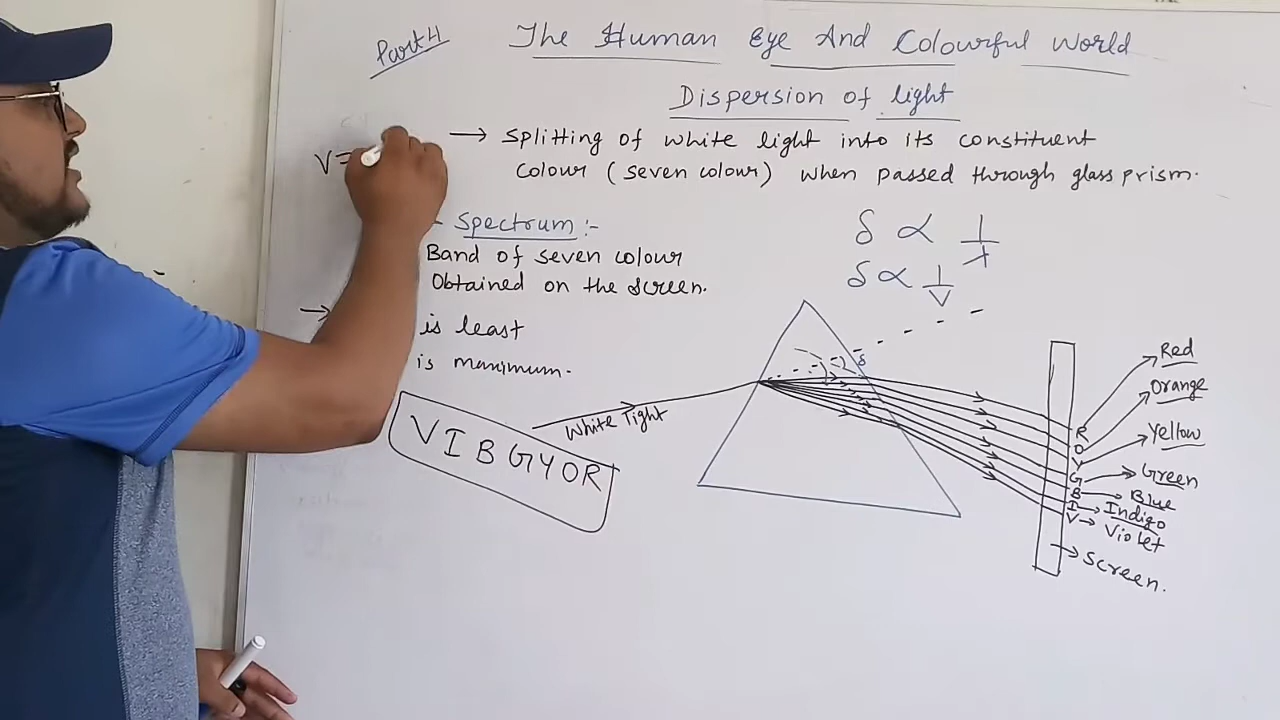 Part 4
The Human Eye And Colourful World
Dispersion of light
→ Splitting of white light into its constituent
colour (seven colour) when passed through glass prism.
V=
Spectrum :-
Band of seven colour
Obtained on the screen.
→ is least
is maximum.
δ ∝ 1/λ
δ ∝ 1/V
δ
White light
VIBGYOR
R Red
O Orange
Y Yellow
G Green
B → Blue
I → Indigo
V → Violet
→ Screen.